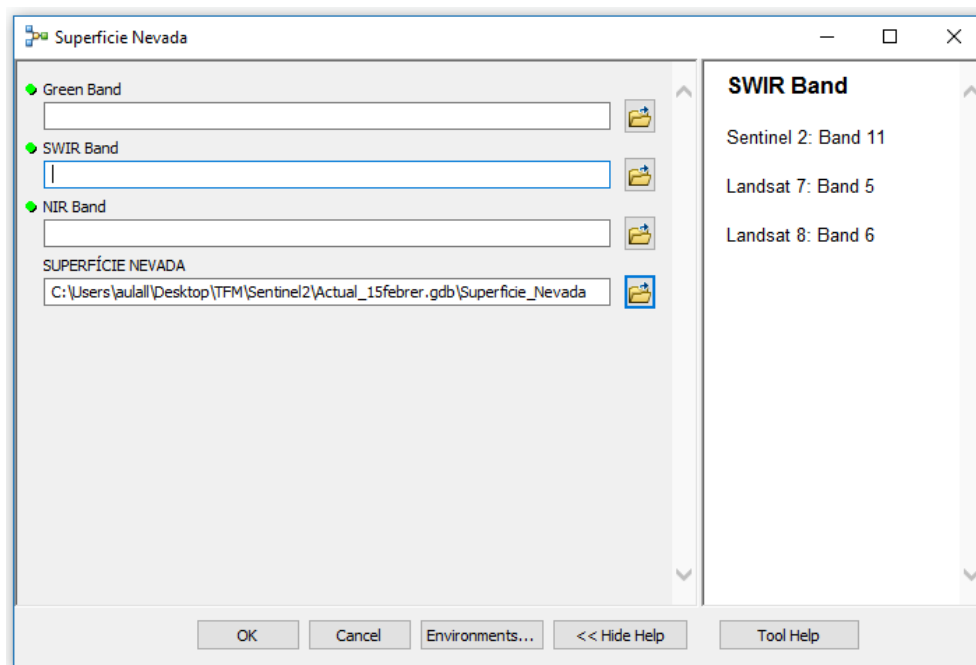 Superficie Nevada
Green Band
SWIR Band
NIR Band
SUPERFÍCIE NEVADA
C:\Users\aulall\Desktop\TFM\Sentinel2\Actual_15febrer.gdb\Superficie_Nevada
SWIR Band
Sentinel 2: Band 11
Landsat 7: Band 5
Landsat 8: Band 6
OK
Cancel
Environments...
<< Hide Help
Tool Help